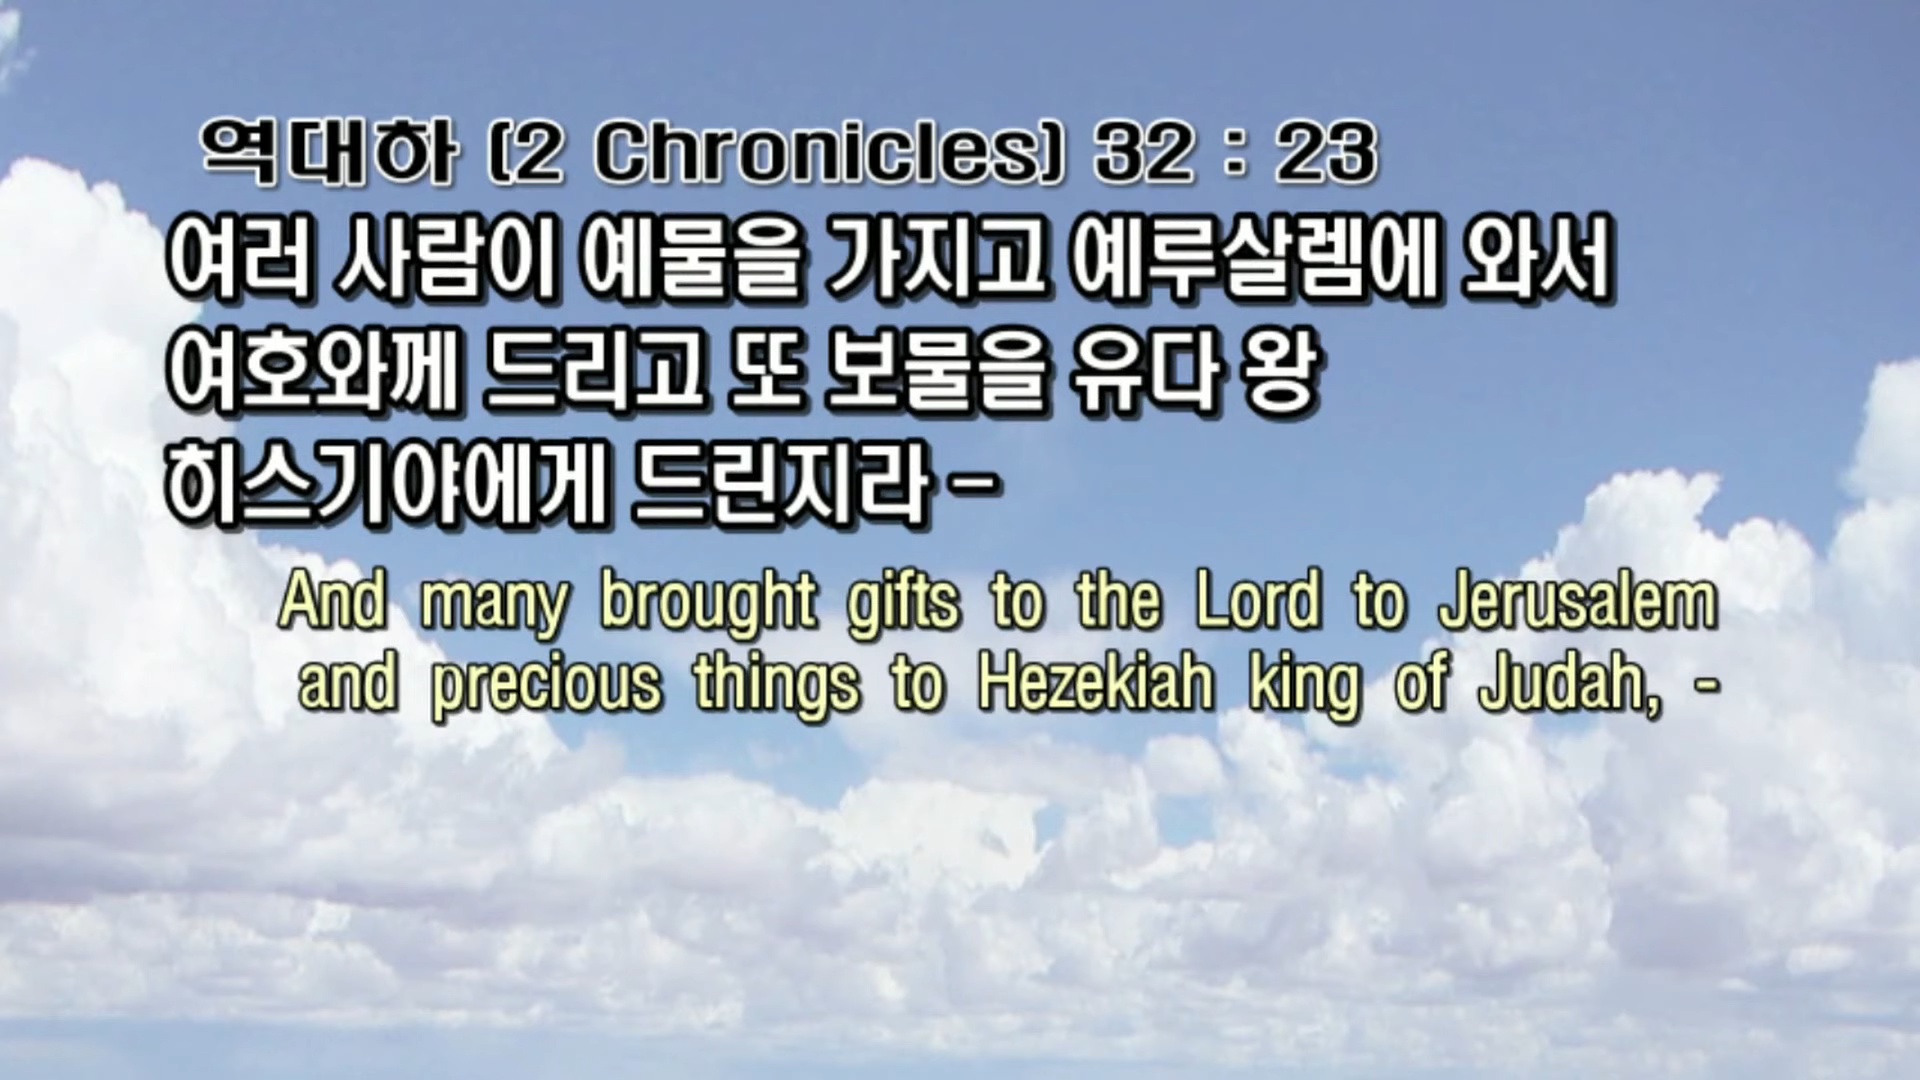 역대하 (2 Chronicles) 32 : 23
여러 사람이 예물을 가지고 예루살렘에 와서
여호와께 드리고 또 보물을 유다 왕
히스기야에게 드린지라 -
And many brought gifts to the Lord to Jerusalem
and precious things to Hezekiah king of Judah, -